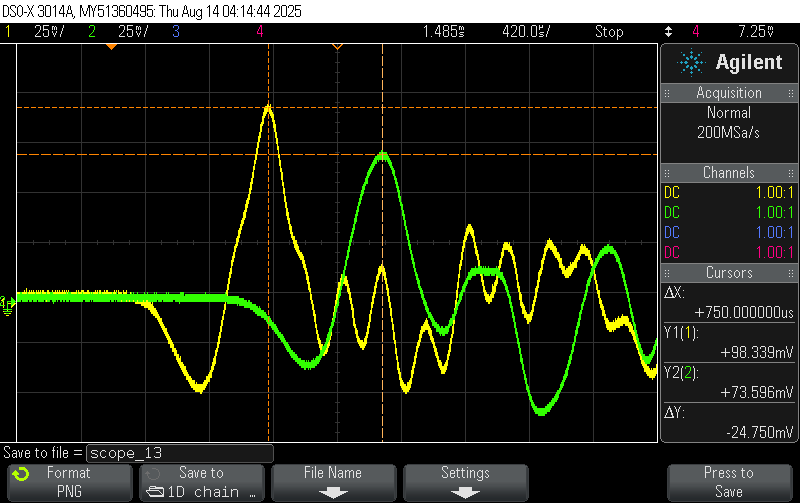 DSO-X 3014A, MY51360495: Thu Aug 14 04:14:44 2025
1 25mV/ 2 25mV/ 3 4 1.485ms 420.0us/ Stop 4 7.25mV
Agilent
Acquisition
Normal
200MSa/s
Channels
DC 1.00:1
DC 1.00:1
DC 1.00:1
DC 1.00:1
Cursors
ΔX:
+750.000000us
Y1(1):
+98.339mV
Y2(2):
+73.596mV
ΔY:
-24.750mV
Save to file = scope_13
Format
PNG
Save to
1D chain ...
File Name
Settings
Press to
Save